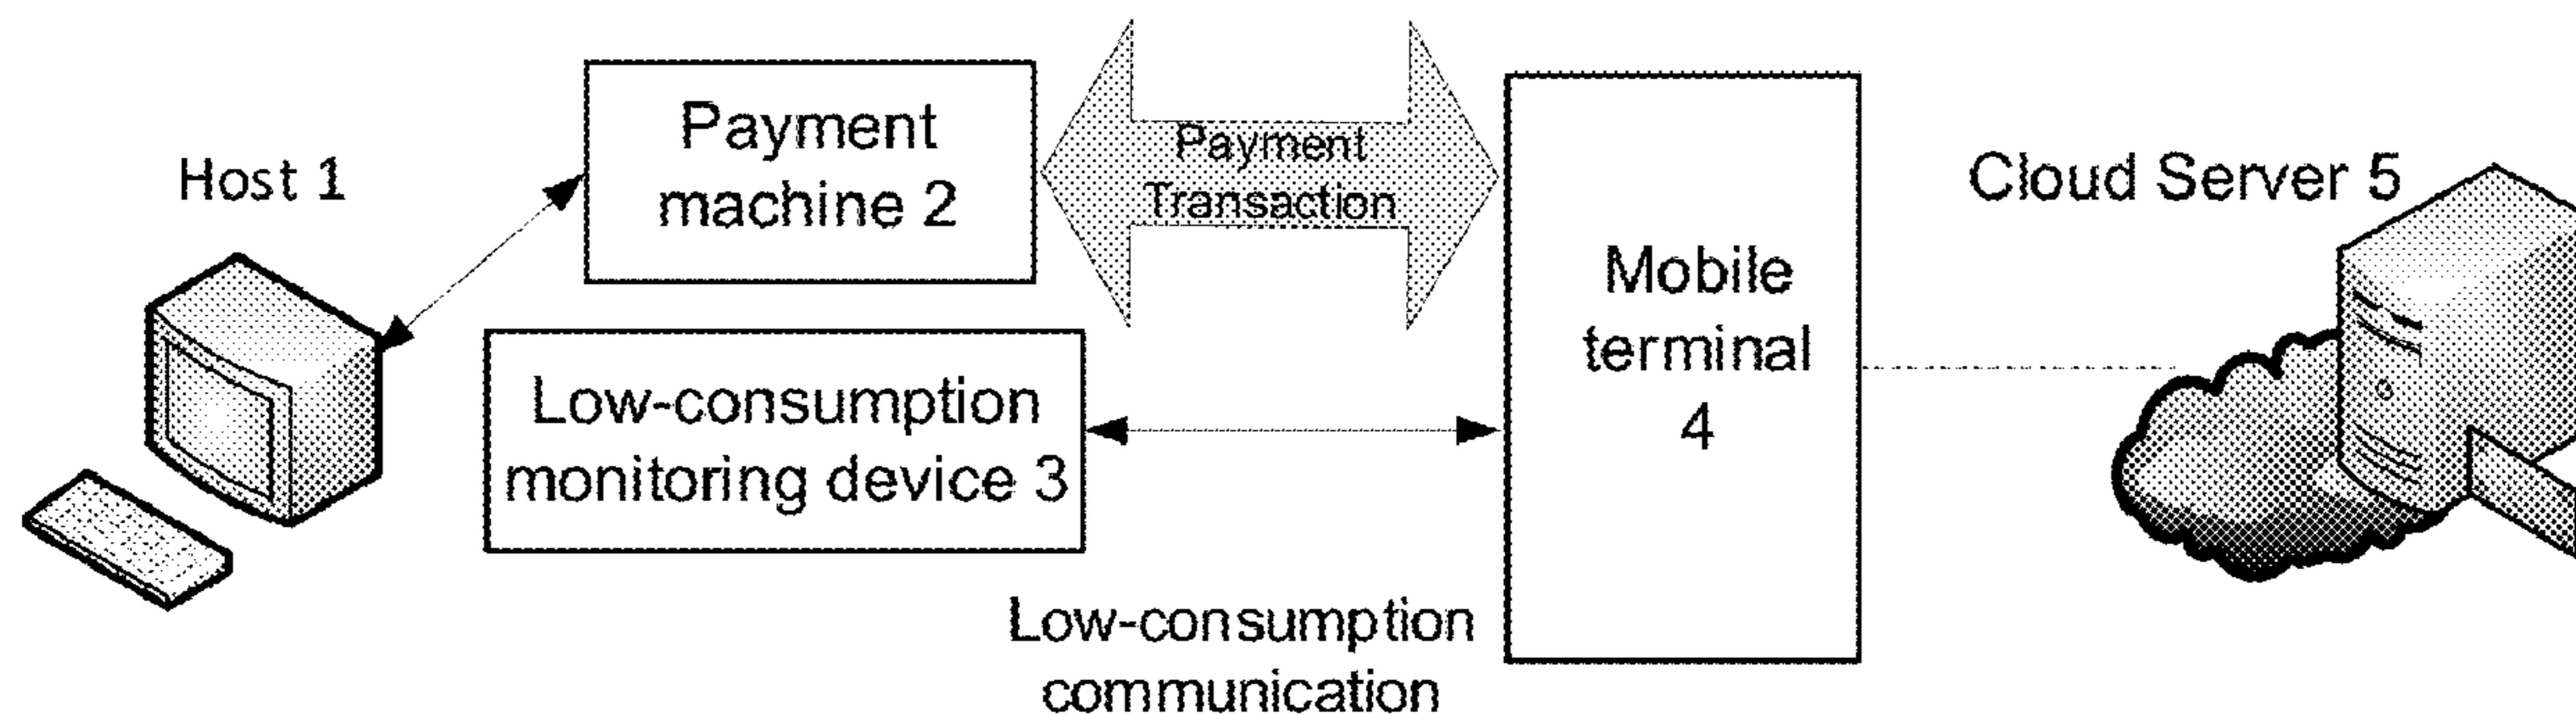 Host 1
Payment
machine 2
Payment
Transaction
Low-consumption
monitoring device 3
Low-consumption
communication
Mobile
terminal
4
Cloud Server 5